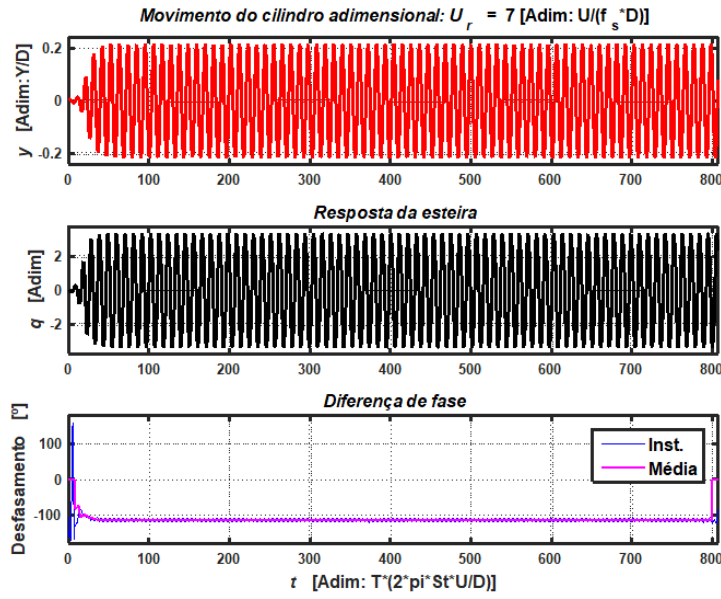 Movimento do cilindro adimensional: U r = 7 [Adim: U/(f s*D)]
y [Adim: Y/D]
0.2
0
-0.2
0 100 200 300 400 500 600 700 800
Resposta da esteira
q [Adim]
2
0
-2
0 100 200 300 400 500 600 700 800
Diferença de fase
Desfasamento [º]
100
0
-100
Inst.
Média
0 100 200 300 400 500 600 700 800
t [Adim: T*(2*pi*St*U/D)]